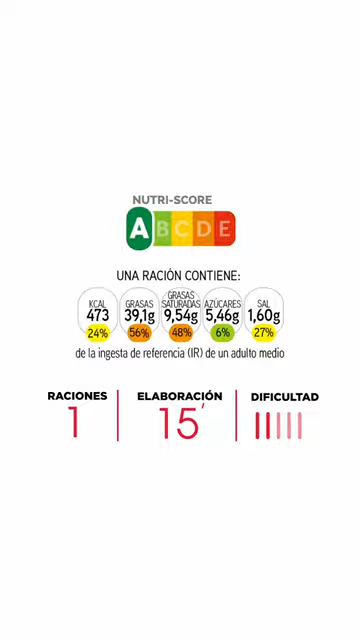 NUTRI-SCORE
A B C D E
UNA RACIÓN CONTIENE:
KCAL 473 24%
GRASAS 39,1g 56%
GRASAS SATURADAS 9,54g 48%
AZÚCARES 5,46g 6%
SAL 1,60g 27%
de la ingesta de referencia (IR) de un adulto medio
RACIONES ELABORACIÓN DIFICULTAD
1 15'